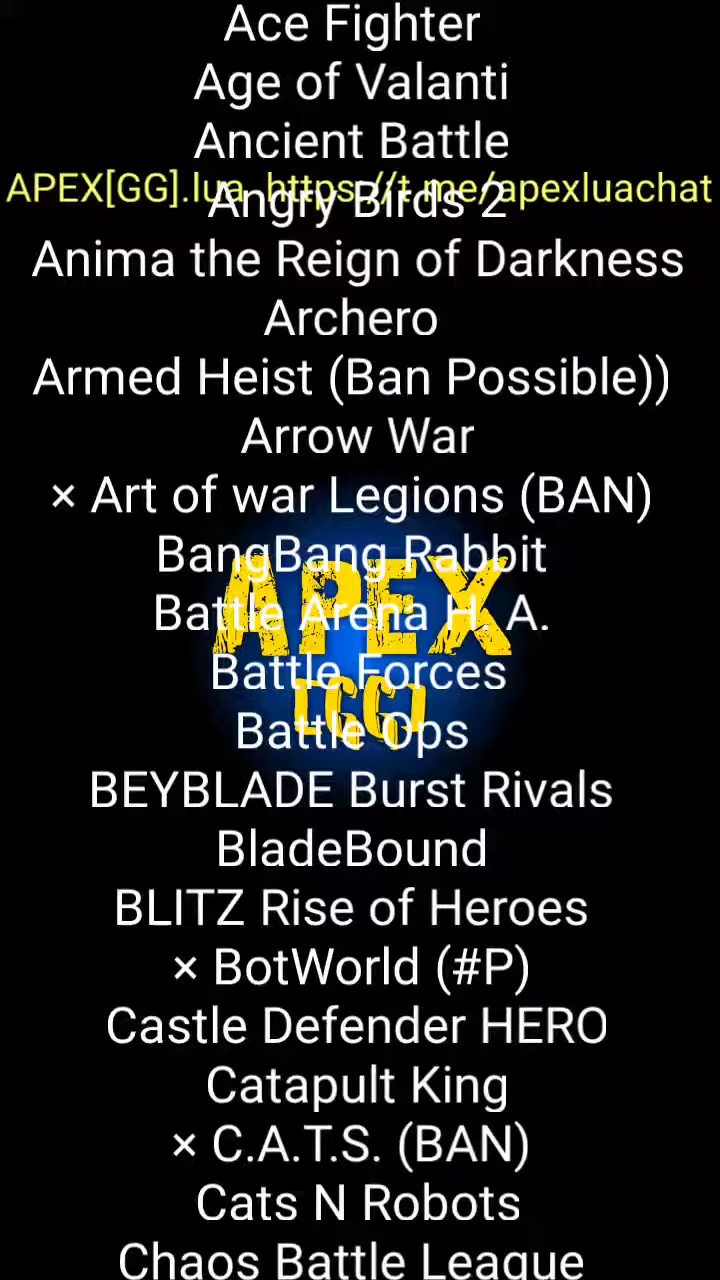 Ace Fighter
Age of Valanti
Ancient Battle
APEX[GG].lua https://t.me/apexluachat
Angry Birds 2
Anima the Reign of Darkness
Archero
Armed Heist (Ban Possible))
Arrow War
× Art of war Legions (BAN)
BangBang Rabbit
APEX
Battle Arena H. A.
Battle Forces
[GG]
Battle Ops
BEYBLADE Burst Rivals
BladeBound
BLITZ Rise of Heroes
× BotWorld (#P)
Castle Defender HERO
Catapult King
× C.A.T.S. (BAN)
Cats N Robots
Chaos Battle League